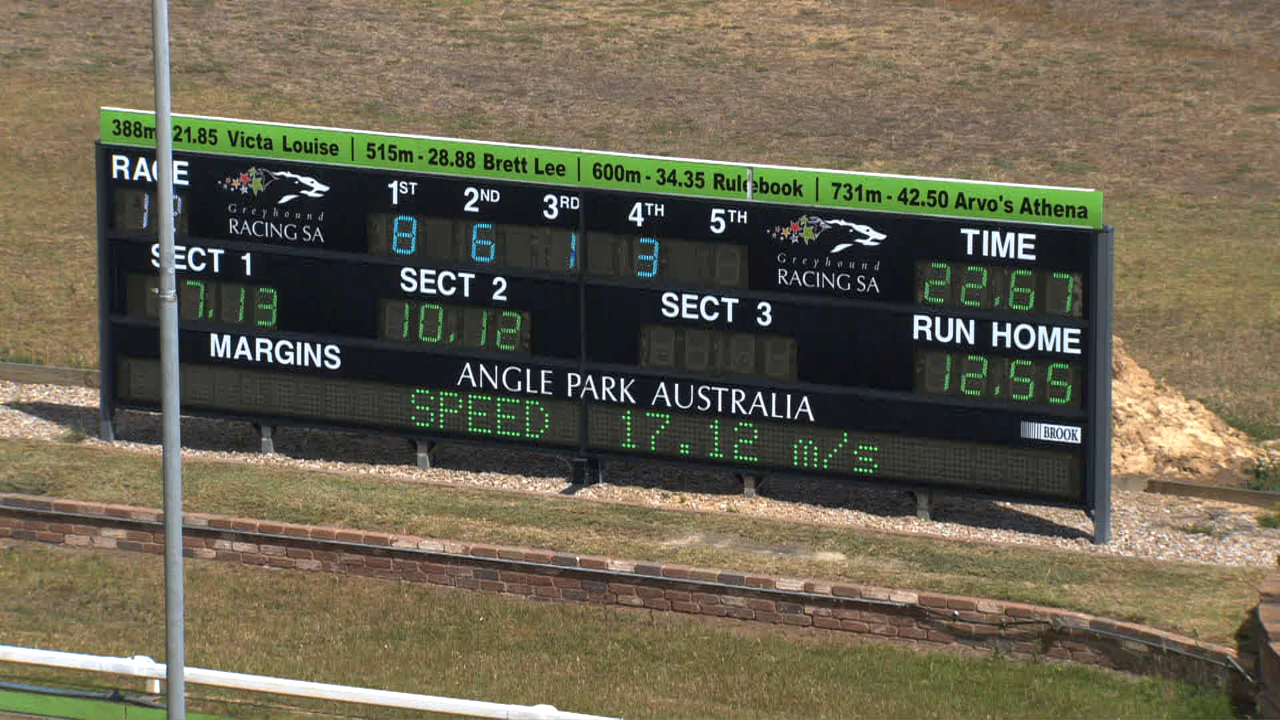 388m 21.85 Victa Louise | 515m - 28.88 Brett Lee | 600m - 34.35 Rulebook | 731m - 42.50 Arvo's Athena
RACE
Greyhound
RACING SA
1ST 2ND 3RD 4TH 5TH
8 6 1 3
Greyhound
RACING SA
TIME
22.67
SECT 1
7.13
SECT 2
10.12
SECT 3
RUN HOME
12.55
MARGINS
ANGLE PARK AUSTRALIA
BROOK
SPEED 17.12 m/s